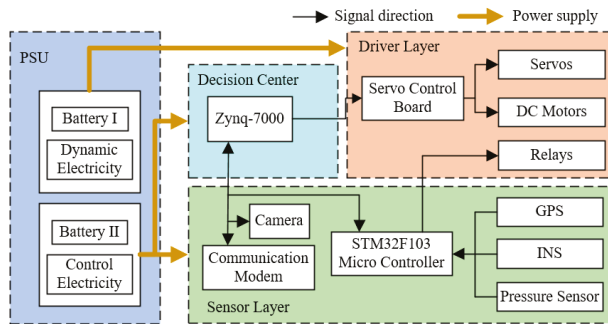 Signal direction
Power supply
PSU
Battery I
Dynamic
Electricity
Battery II
Control
Electricity
Decision Center
Zynq-7000
Driver Layer
Servo Control
Board
Servos
DC Motors
Relays
Camera
Communication
Modem
STM32F103
Micro Controller
GPS
INS
Pressure Sensor
Sensor Layer